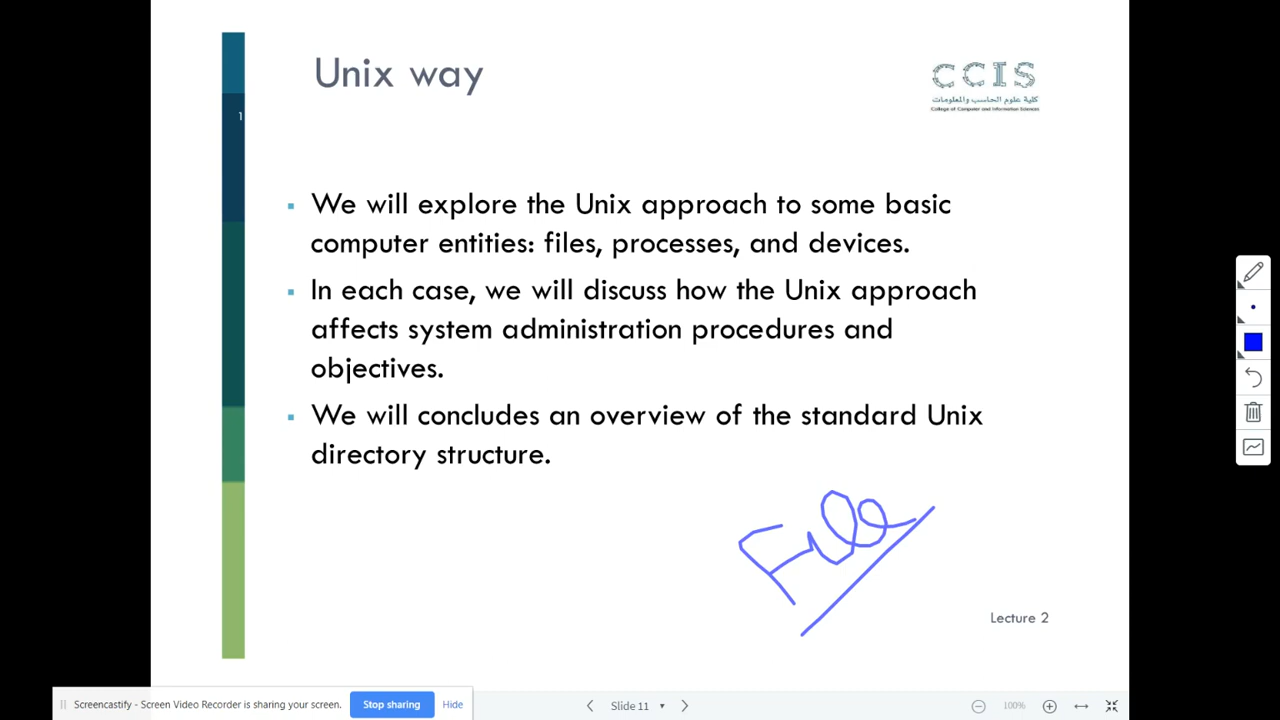 Unix way
CCIS
كلية علوم الحاسب والمعلومات
College of Computer and Information Sciences
1
We will explore the Unix approach to some basic
computer entities: files, processes, and devices.
In each case, we will discuss how the Unix approach
affects system administration procedures and
objectives.
We will concludes an overview of the standard Unix
directory structure.
File
Lecture 2
Screencastify - Screen Video Recorder is sharing your screen.
Stop sharing
Hide
Slide 11
100%